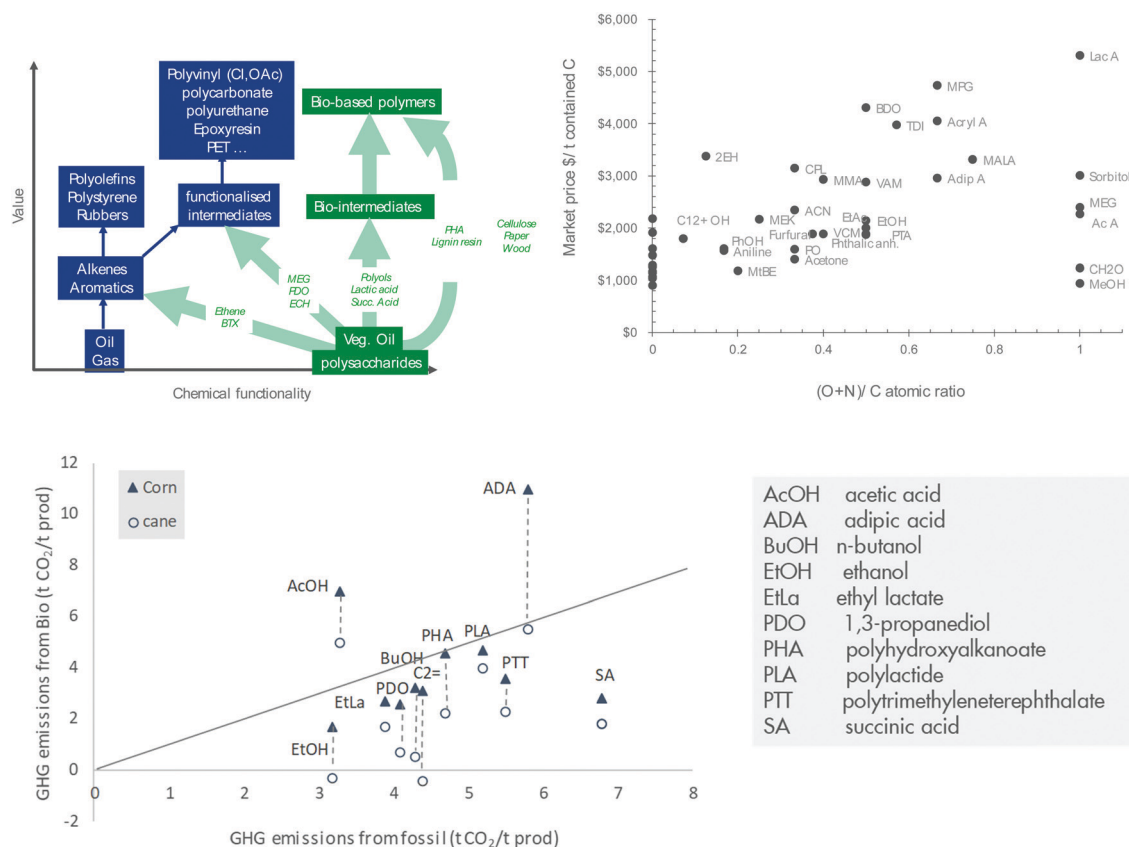 Value
Polyvinyl (Cl,OAc)
polycarbonate
polyurethane
Epoxyresin
PET ...
Bio-based polymers
Polyolefins
Polystyrene
Rubbers
functionalised
intermediates
Bio-intermediates
PHA
Lignin resin
Cellulose
Paper
Wood
Alkenes
Aromatics
MEG
PDO
ECH
Polyols
Lactic acid
Succ. Acid
Ethene
BTX
Oil
Gas
Veg. Oil
polysaccharides
Chemical functionality
Market price $/ t contained C
$6,000
$5,000
$4,000
$3,000
$2,000
$1,000
$0
Lac A
MPG
BDO
TDI
Acryl A
2EH
CPL
MALA
MMA
VAM
Adip A
Sorbitol
ACN
MEG
C12+ OH
MEK
EtAc
EtOH
Ac A
Furfural
VCM
PTA
PhOH
Phthalic anh.
Aniline
PO
Acetone
MtBE
CH2O
MeOH
0
0.2
0.4
0.6
0.8
1
(O+N)/ C atomic ratio
GHG emissions from Bio (t CO2/t prod)
12
10
8
6
4
2
0
-2
Corn
cane
ADA
AcOH
PHA
PLA
BuOH
C2=
PTT
EtLa
PDO
SA
EtOH
0 1 2 3 4 5 6 7 8
GHG emissions from fossil (t CO2/t prod)
AcOH acetic acid
ADA adipic acid
BuOH n-butanol
EtOH ethanol
EtLa ethyl lactate
PDO 1,3-propanediol
PHA polyhydroxyalkanoate
PLA polylactide
PTT polytrimethyleneterephthalate
SA succinic acid